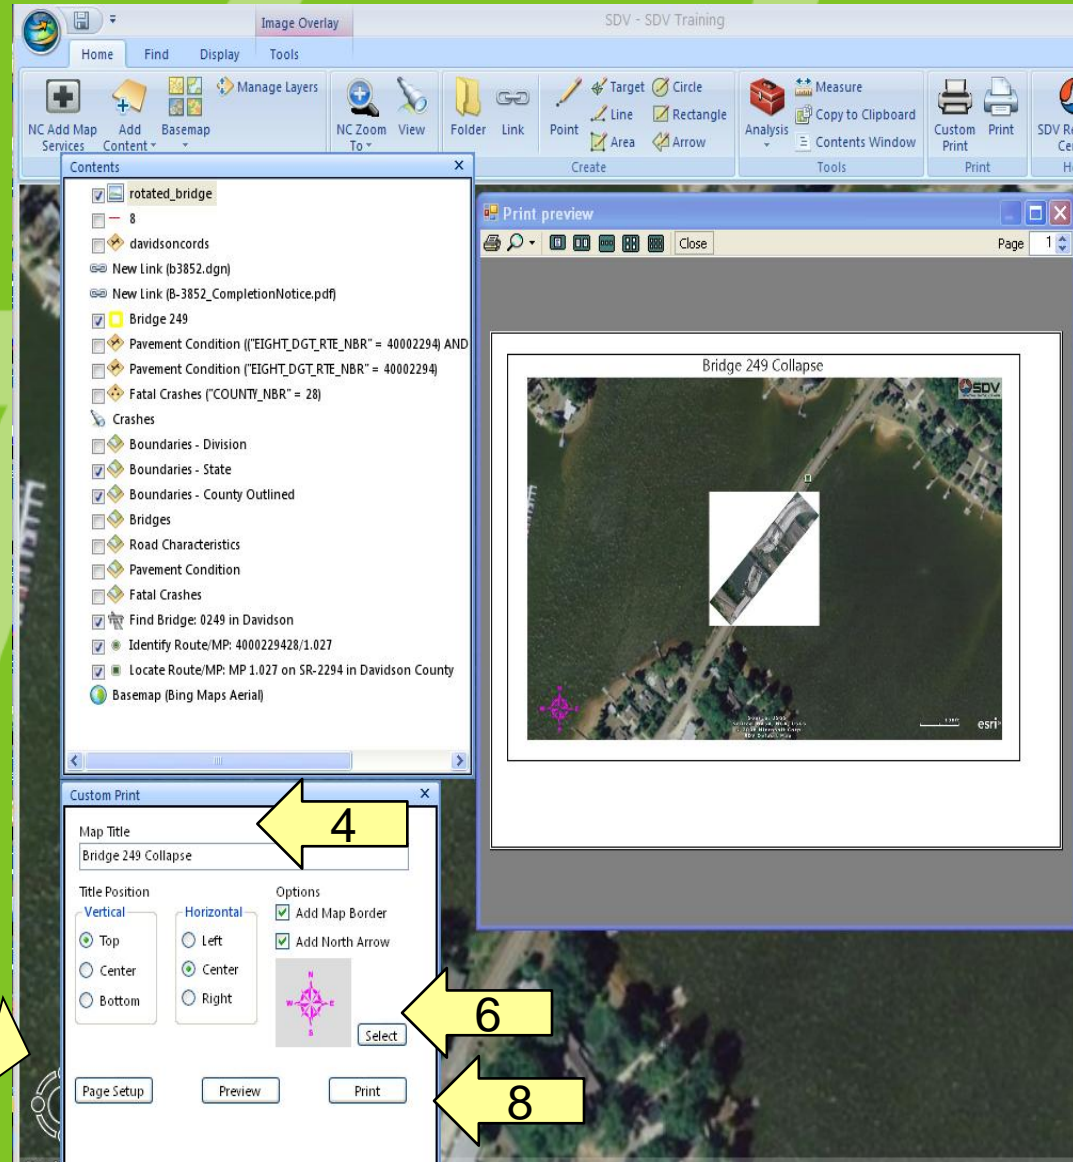 Image Overlay
SDV - SDV Training
Home Find Display Tools
NC Add Map Services
Add Content
Basemap
Manage Layers
NC Zoom To
View
Folder
Link
Point
Target
Line
Area
Circle
Rectangle
Arrow
Create
Analysis
Measure
Copy to Clipboard
Contents Window
Tools
Custom Print
Print
Print
SDV
Contents x
rotated_bridge
8
davidsoncords
New Link (b3852.dgn)
New Link (B-3852_CompletionNotice.pdf)
Bridge 249
Pavement Condition (("EIGHT_DGT_RTE_NBR" = 40002294) AND
Pavement Condition ("EIGHT_DGT_RTE_NBR" = 40002294)
Fatal Crashes ("COUNTY_NBR" = 28)
Crashes
Boundaries - Division
Boundaries - State
Boundaries - County Outlined
Bridges
Road Characteristics
Pavement Condition
Fatal Crashes
Find Bridge: 0249 in Davidson
Identify Route/MP: 4000229428/1.027
Locate Route/MP: MP 1.027 on SR-2294 in Davidson County
Basemap (Bing Maps Aerial)
Print preview
Close
Page 1
Bridge 249 Collapse
SDV
esri
Custom Print x
4
Map Title
Bridge 249 Collapse
Title Position
Options
Vertical
Horizontal
Add Map Border
Top
Left
Add North Arrow
Center
Center
Bottom
Right
N
W E
S
6
Select
Page Setup
Preview
Print
8